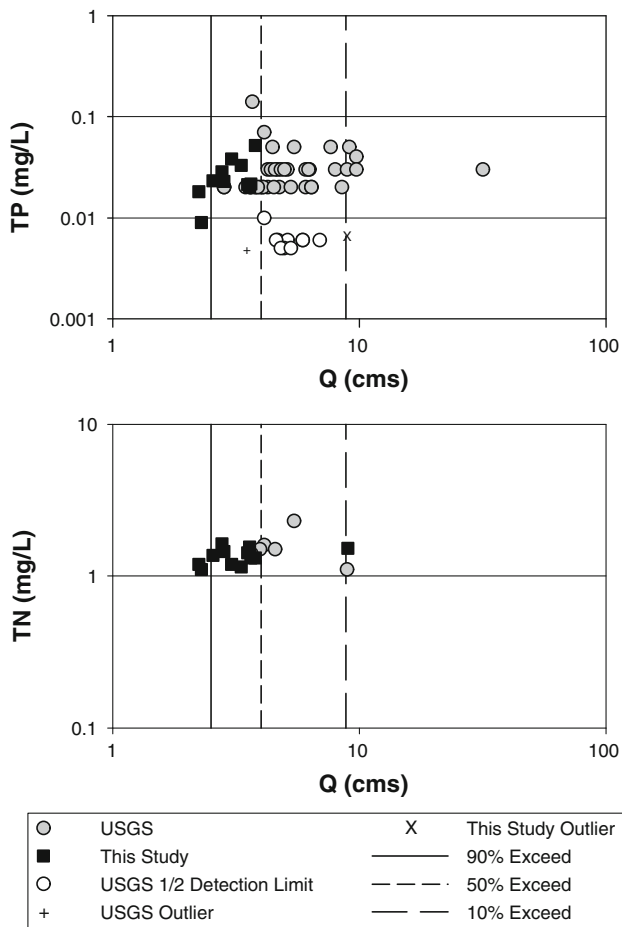 1
0.1
0.01
0.001
TP (mg/L)
1 10 100
Q (cms)
10
1
0.1
TN (mg/L)
1 10 100
Q (cms)
USGS X This Study Outlier
This Study 90% Exceed
USGS 1/2 Detection Limit 50% Exceed
+ USGS Outlier 10% Exceed